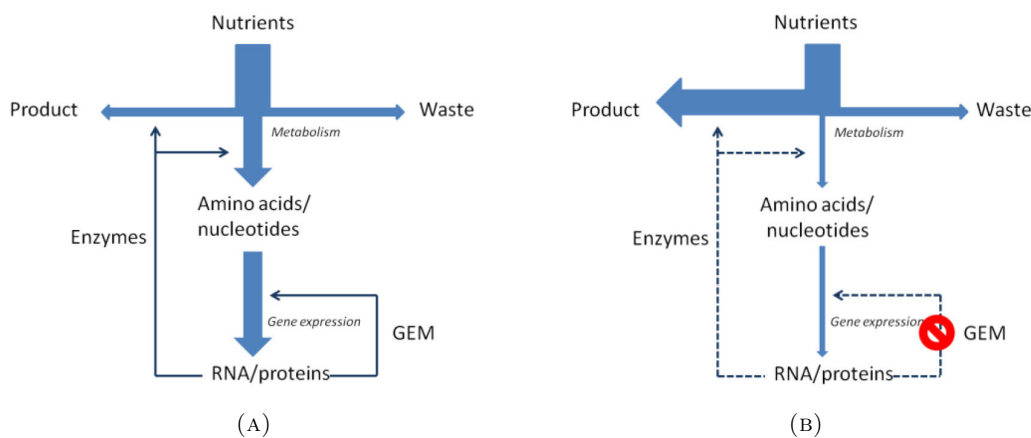 Nutrients
Product
Waste
Metabolism
Amino acids/
nucleotides
Enzymes
Gene expression
GEM
RNA/proteins
(A)
Nutrients
Product
Waste
Metabolism
Amino acids/
nucleotides
Enzymes
Gene expression
GEM
RNA/proteins
(B)